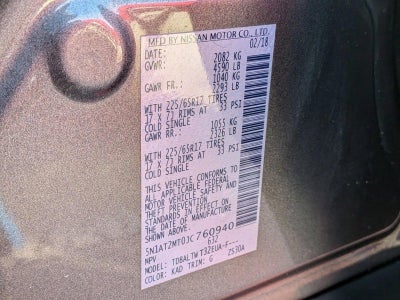 MFD BY NISSAN MOTOR CO., LTD.
02/18
GVWR: 2082 KG
4590 LB
GAWR FR.: 1040 KG
2293 LB
WITH 225/65R17 TIRES
17 X 7J RIMS AT 33 PSI
COLD SINGLE
GAWR RR.: 1055 KG
2326 LB
WITH 225/65R17 TIRES
17 X 7J RIMS AT 33 PSI
COLD SINGLE
THIS VEHICLE CONFORMS TO
ALL APPLICABLE FEDERAL
MOTOR VEHICLE SAFETY AND
THEFT PREVENTION
STANDARDS IN EFFECT ON
THE DATE OF MANUFACTURE
5N1AT2MT0JC760940
MPV 632
MODEL:
COLOR: KAD TRIM: G